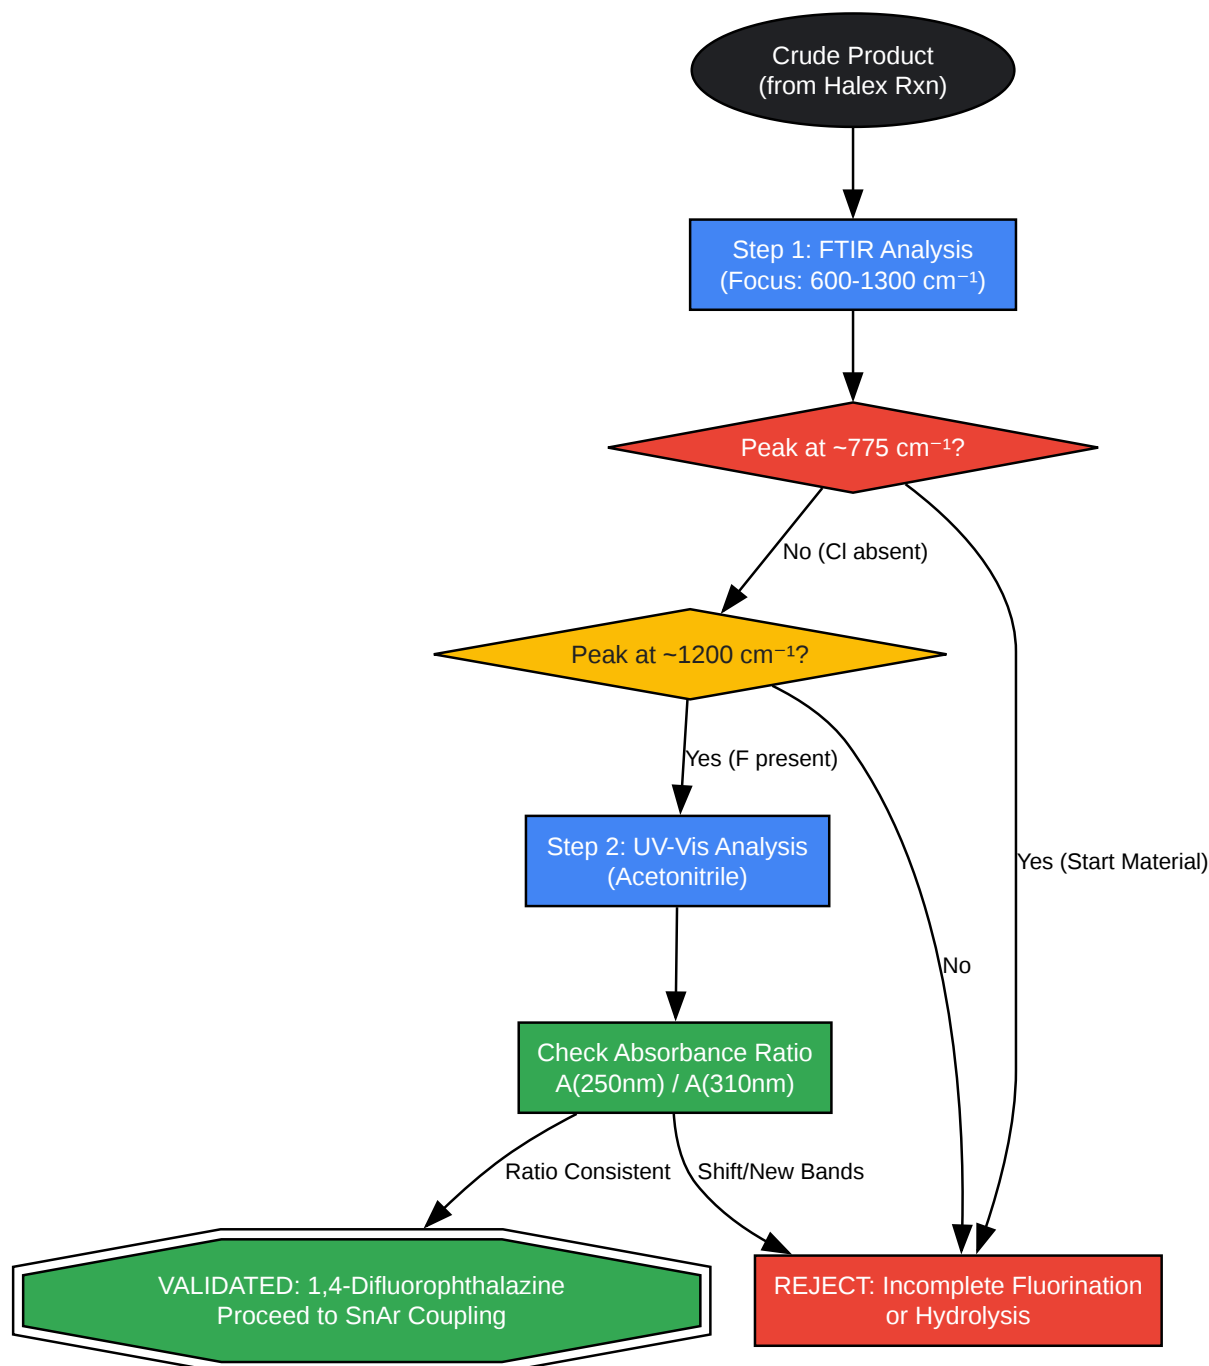 Crude Product
(from Halex Rxn)
Step 1: FTIR Analysis
(Focus: 600-1300 cm⁻¹)
Peak at ~775 cm⁻¹?
No (Cl absent)
Peak at ~1200 cm⁻¹?
Yes (F present)
Step 2: UV-Vis Analysis
(Acetonitrile)
Yes (Start Material)
No
Check Absorbance Ratio
A(250nm) / A(310nm)
Ratio Consistent
Shift/New Bands
VALIDATED: 1,4-Difluorophthalazine
Proceed to SnAr Coupling
REJECT: Incomplete Fluorination
or Hydrolysis